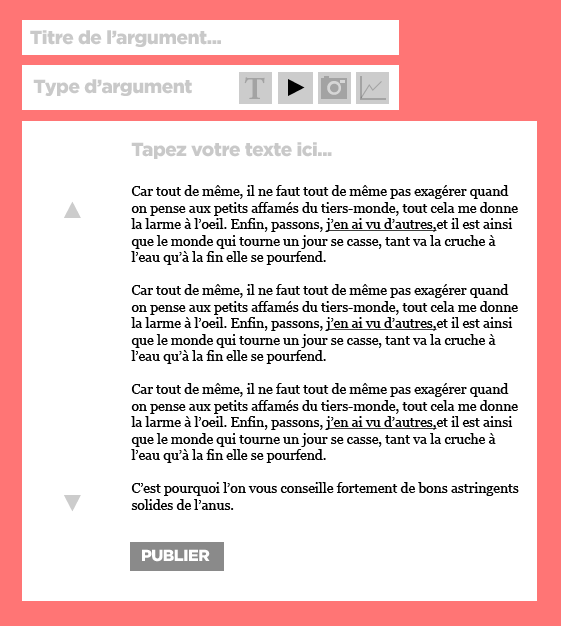 Titre de l’argument...
Type d’argument
T
Tapez votre texte ici...
Car tout de même, il ne faut tout de même pas exagérer quand
on pense aux petits affamés du tiers-monde, tout cela me donne
la larme à l’oeil. Enfin, passons, j’en ai vu d’autres,et il est ainsi
que le monde qui tourne un jour se casse, tant va la cruche à
l’eau qu’à la fin elle se pourfend.
Car tout de même, il ne faut tout de même pas exagérer quand
on pense aux petits affamés du tiers-monde, tout cela me donne
la larme à l’oeil. Enfin, passons, j’en ai vu d’autres,et il est ainsi
que le monde qui tourne un jour se casse, tant va la cruche à
l’eau qu’à la fin elle se pourfend.
Car tout de même, il ne faut tout de même pas exagérer quand
on pense aux petits affamés du tiers-monde, tout cela me donne
la larme à l’oeil. Enfin, passons, j’en ai vu d’autres,et il est ainsi
que le monde qui tourne un jour se casse, tant va la cruche à
l’eau qu’à la fin elle se pourfend.
C’est pourquoi l’on vous conseille fortement de bons astringents
solides de l’anus.
PUBLIER